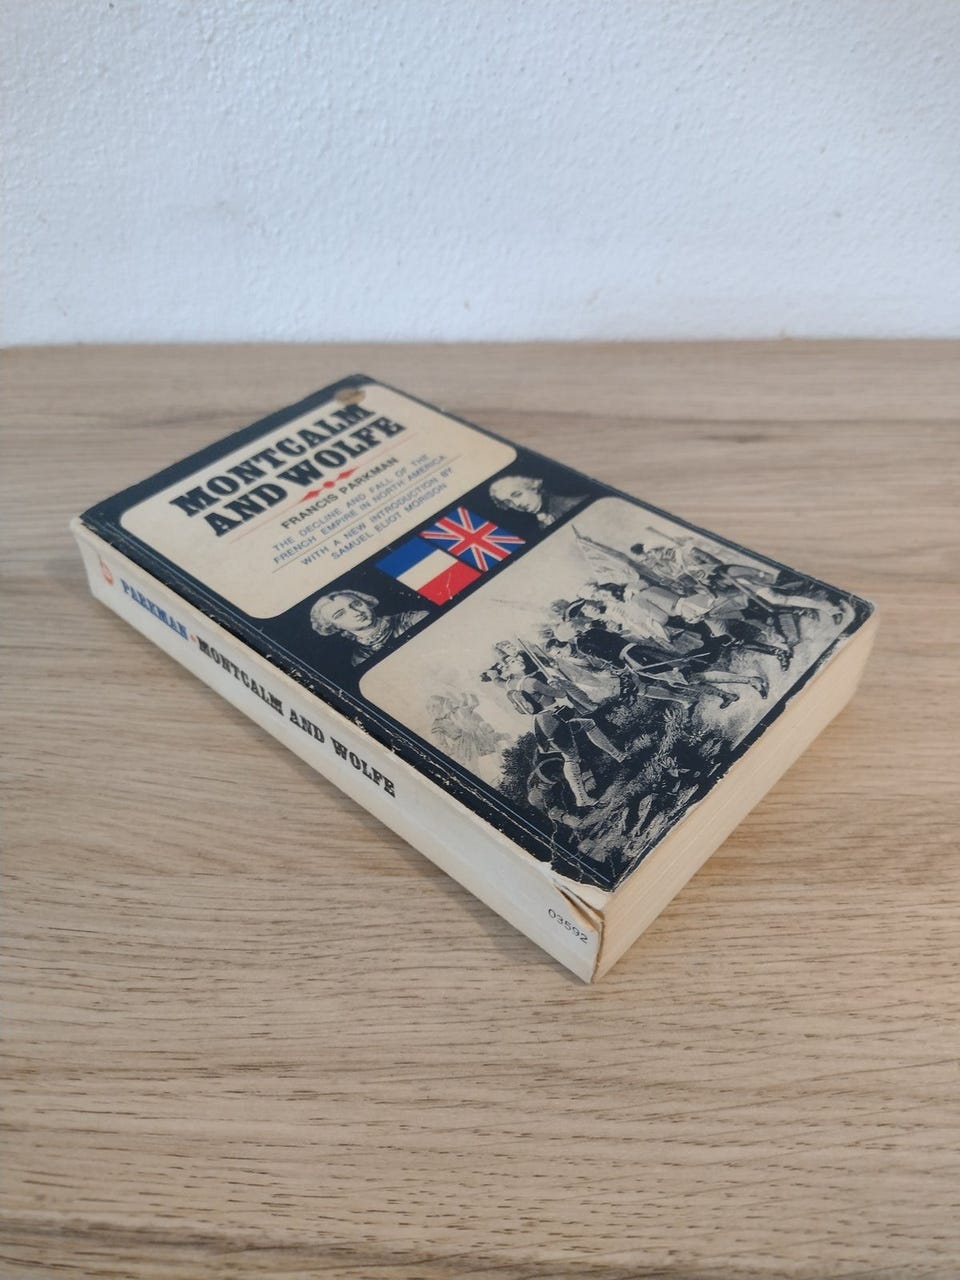 MONTCALM
AND WOLFE
FRANCIS PARKMAN
THE DECLINE AND FALL OF THE
FRENCH EMPIRE IN NORTH AMERICA
WITH A NEW INTRODUCTION BY
SAMUEL ELIOT MORISON
PARKMAN • MONTCALM AND WOLFE
03592